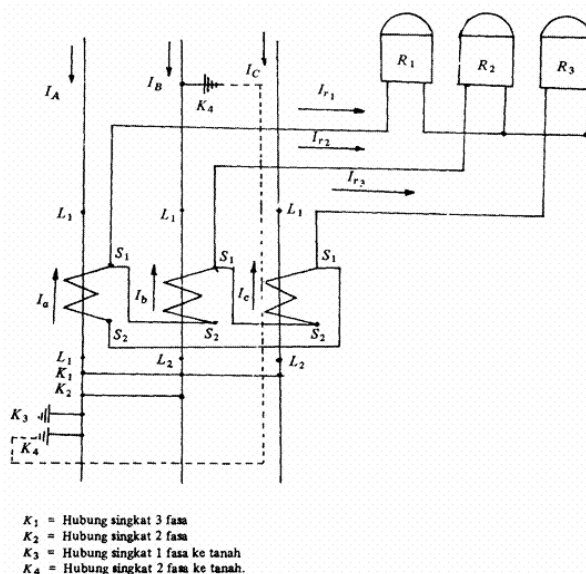 R1 R2 R3
IA IB IC
K4
Ir1
Ir2
Ir3
L1 L1 L1
S1 S1 S1
Ia Ib Ic
S2 S2 S2
L1 L2 L2
K1
K2
K3
K4
K1 = Hubung singkat 3 fasa
K2 = Hubung singkat 2 fasa
K3 = Hubung singkat 1 fasa ke tanah
K4 = Hubung singkat 2 fasa ke tanah.